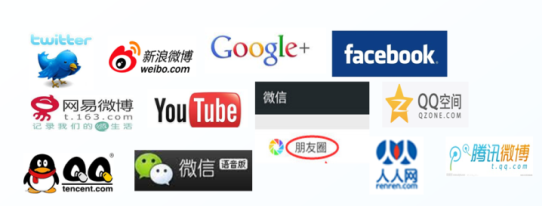 twitter
新浪微博
weibo.com
Google+
facebook
网易微博
t.163.com
记录我们的微生活
YouTube
微信
QQ空间
QZONE.COM
QQ
tencent.com
微信 语音版
朋友圈
人人网
renren.com
腾讯微博
t.qq.com